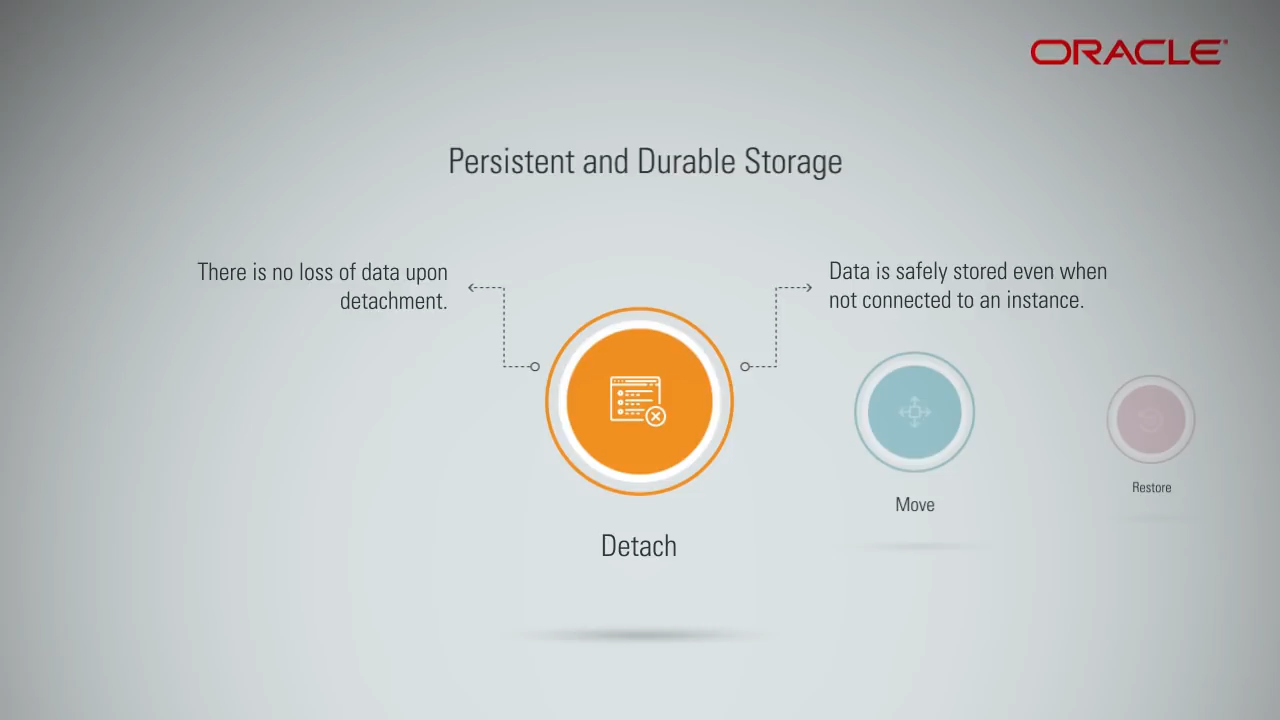 ORACLE
Persistent and Durable Storage
There is no loss of data upon
detachment.
Data is safely stored even when
not connected to an instance.
Detach
Move
Restore